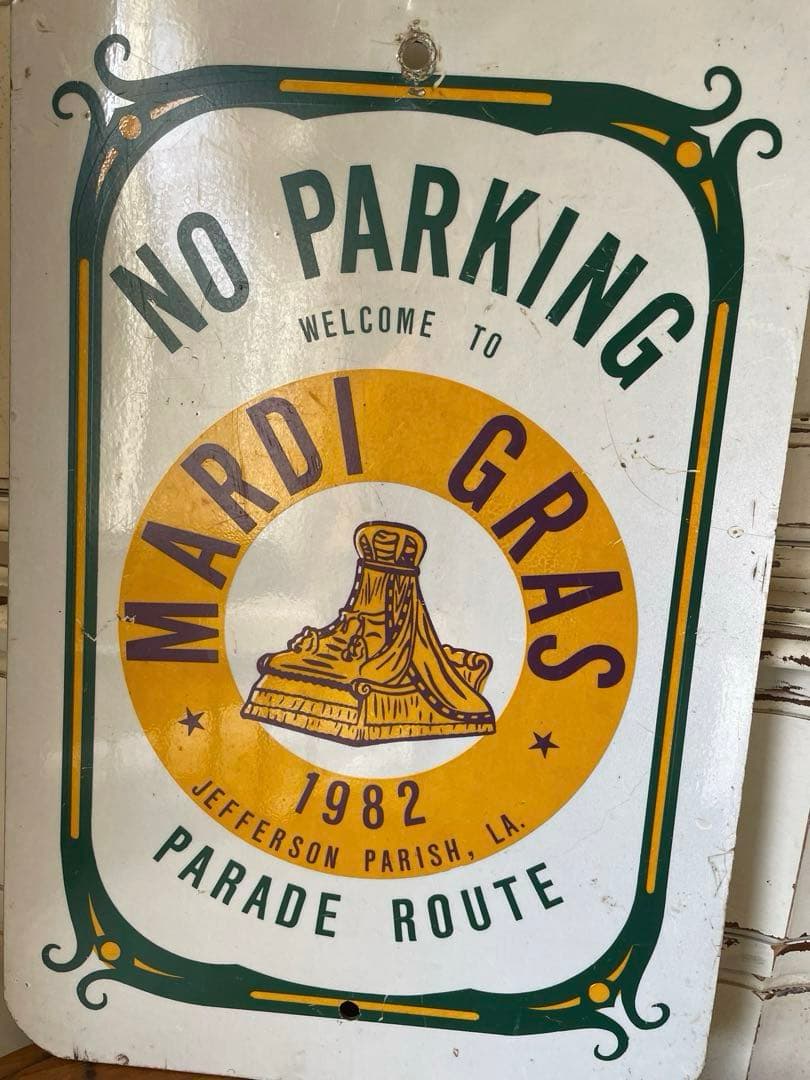 NO PARKING
WELCOME TO
MARDI GRAS
1982
JEFFERSON PARISH, LA.
PARADE ROUTE